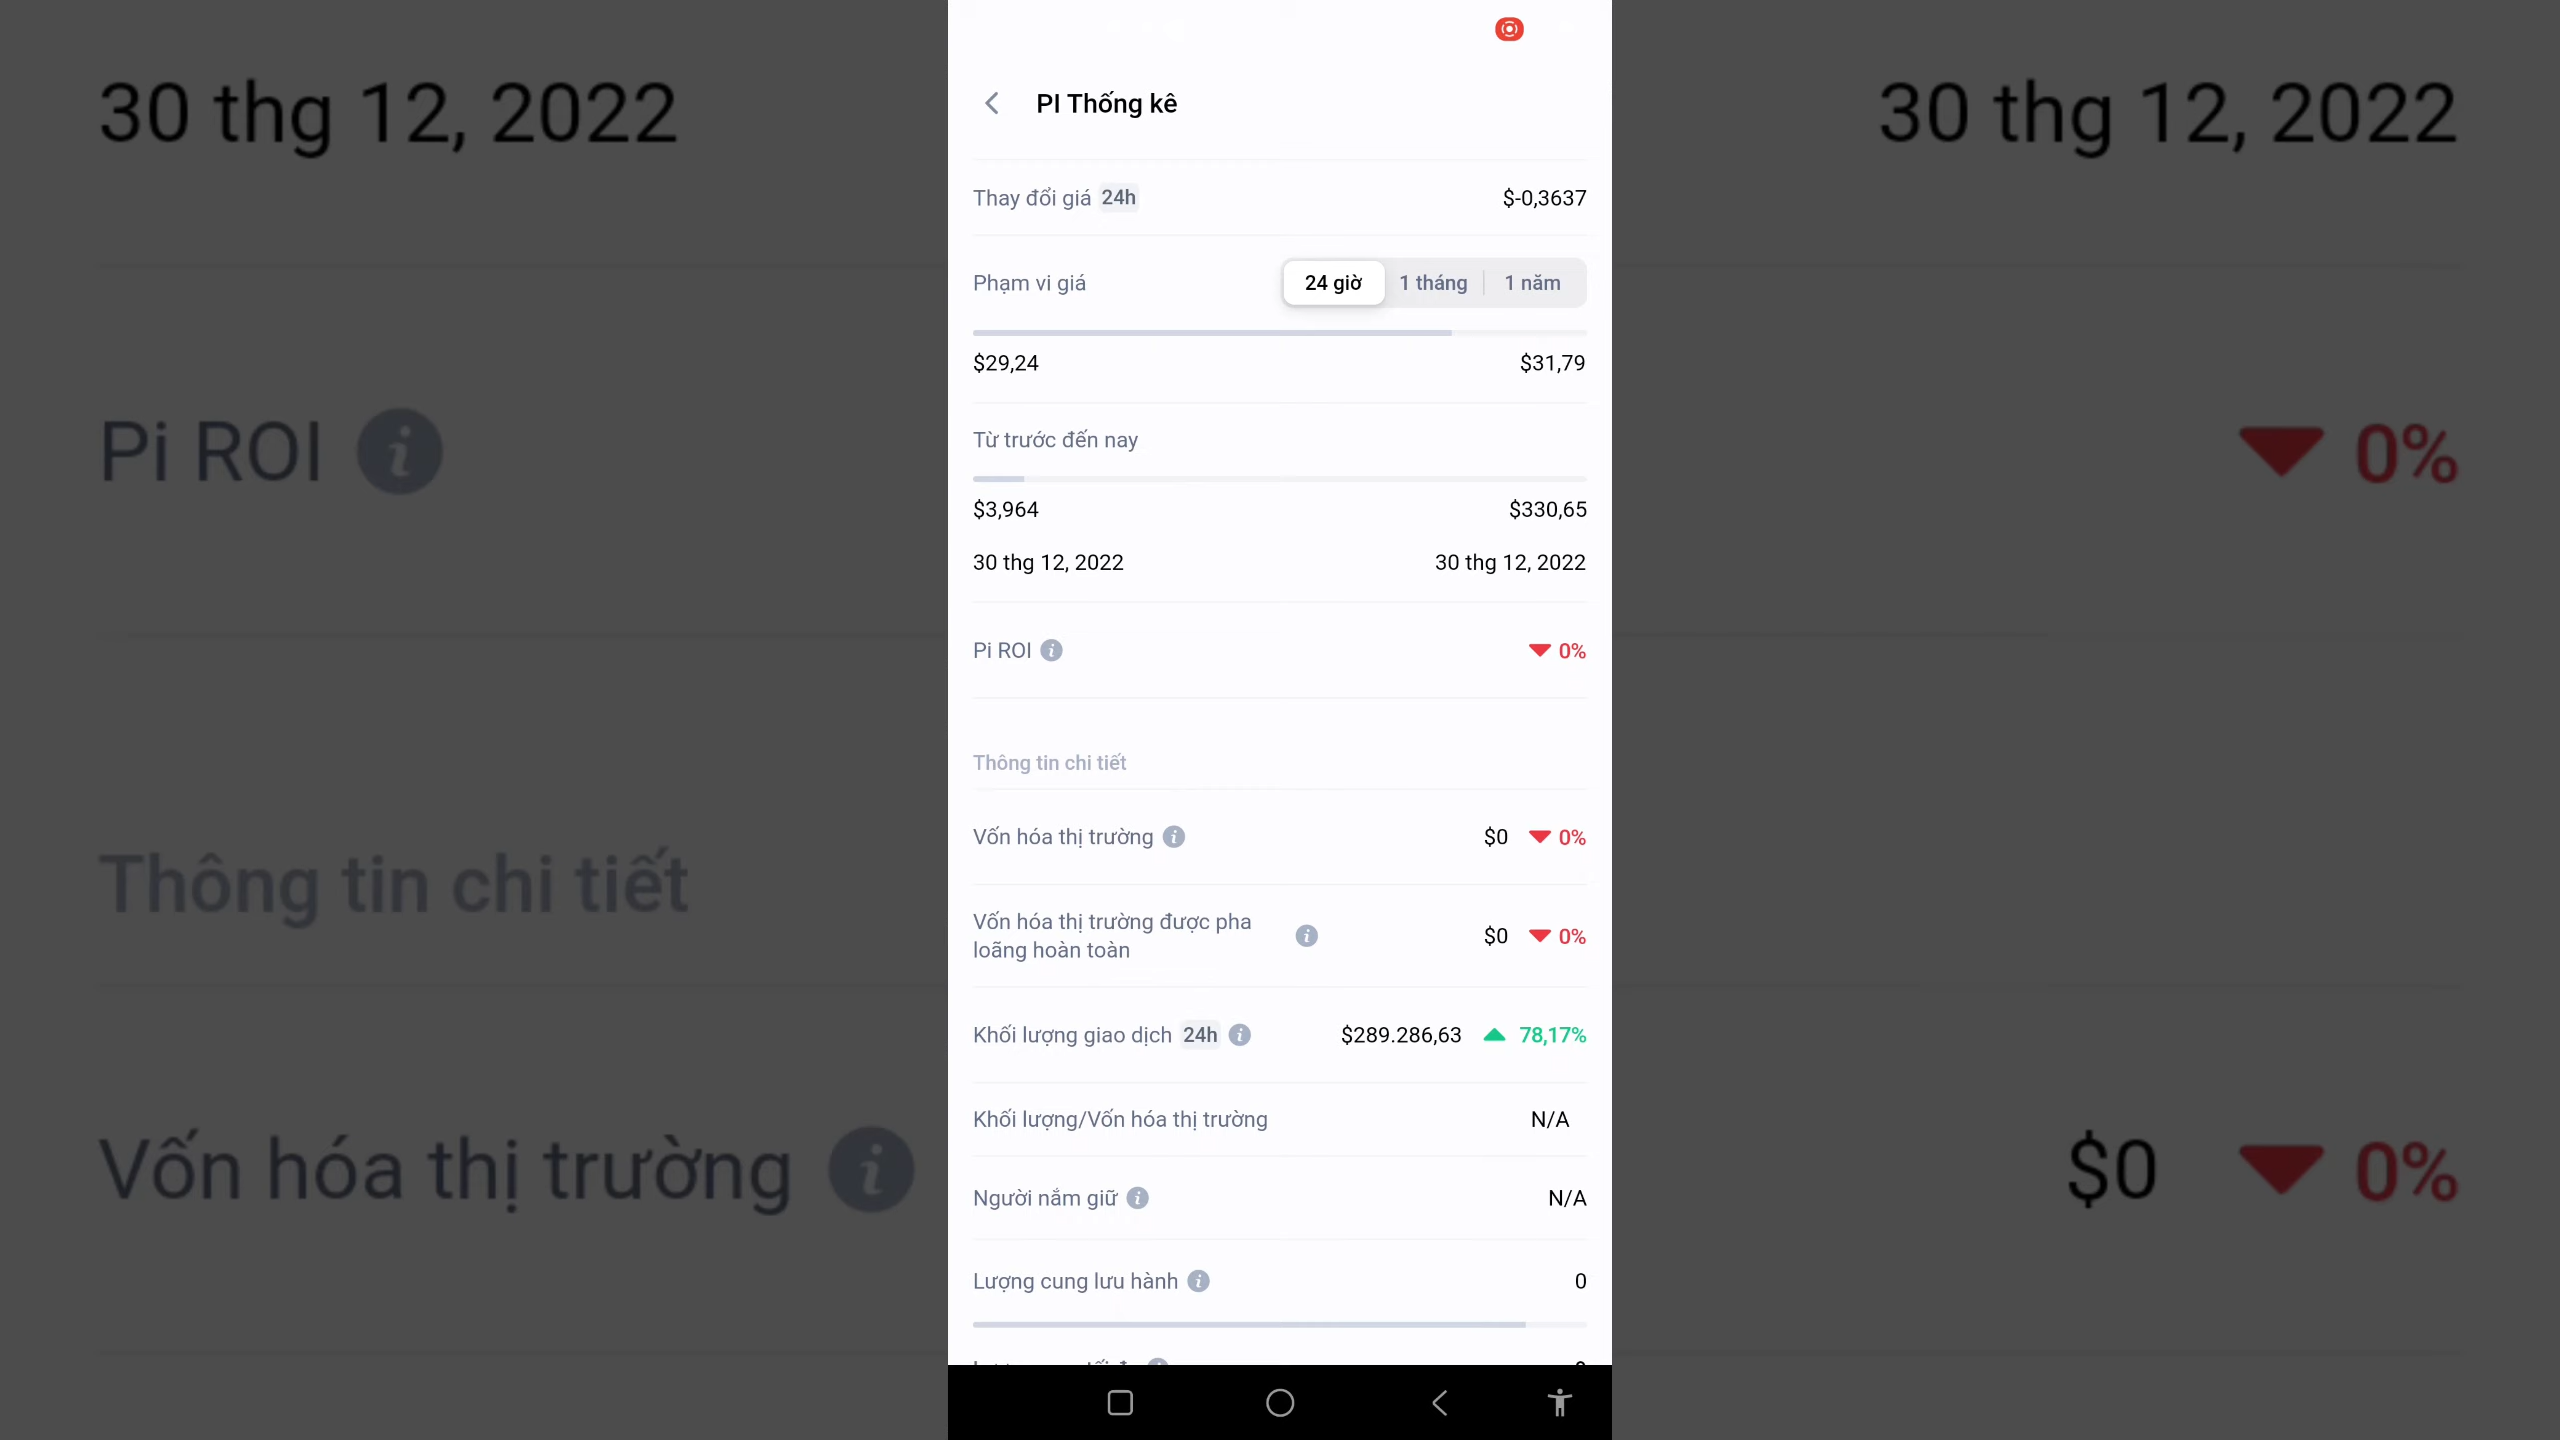 30 thg 12, 2022
30 thg 12, 2022
Pi ROI
0%
Thông tin chi tiết
Vốn hóa thị trường
$0 0%
PI Thống kê
Thay đổi giá 24h $-0,3637
Phạm vi giá 24 giờ 1 tháng 1 năm
$29,24 $31,79
Từ trước đến nay
$3,964 $330,65
30 thg 12, 2022 30 thg 12, 2022
Pi ROI 0%
Thông tin chi tiết
Vốn hóa thị trường $0 0%
Vốn hóa thị trường được pha
loãng hoàn toàn $0 0%
Khối lượng giao dịch 24h $289.286,63 78,17%
Khối lượng/Vốn hóa thị trường N/A
Người nắm giữ N/A
Lượng cung lưu hành 0